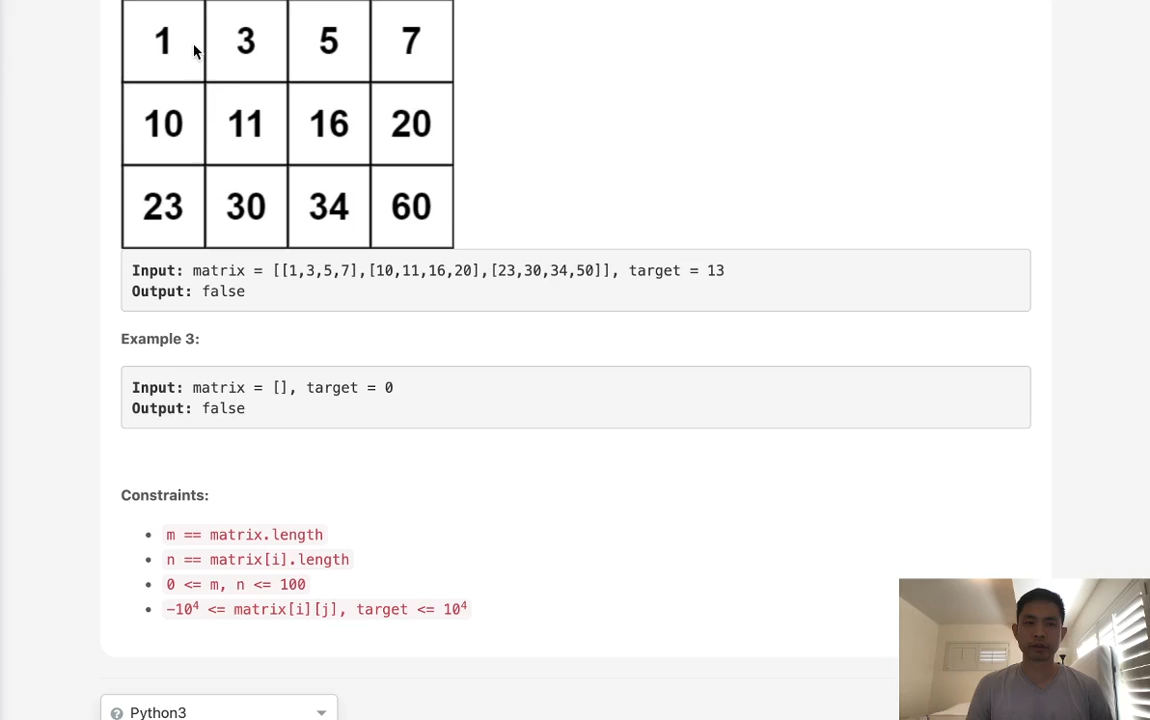 1 3 5 7
10 11 16 20
23 30 34 60
Input: matrix = [[1,3,5,7],[10,11,16,20],[23,30,34,50]], target = 13
Output: false
Example 3:
Input: matrix = [], target = 0
Output: false
Constraints:
• m == matrix.length
• n == matrix[i].length
• 0 <= m, n <= 100
• -10⁴ <= matrix[i][j], target <= 10⁴
? Python3